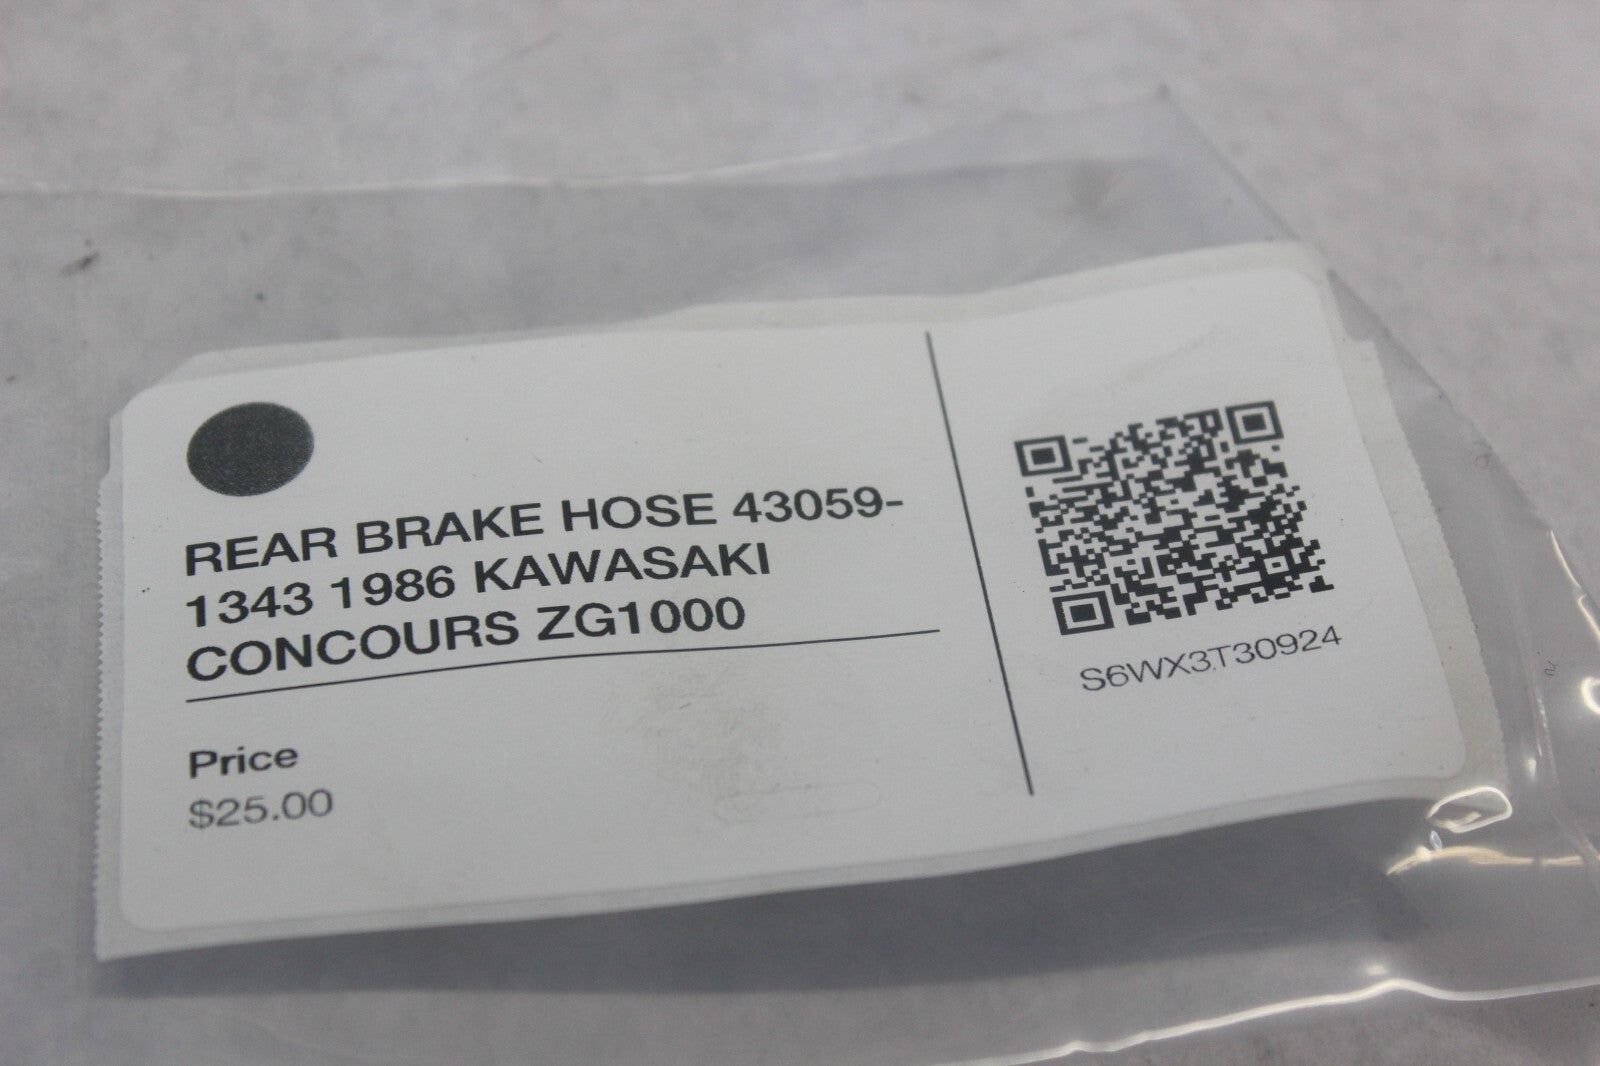 REAR BRAKE HOSE 43059-
1343 1986 KAWASAKI
CONCOURS ZG1000
Price
$25.00
S6WX3T30924